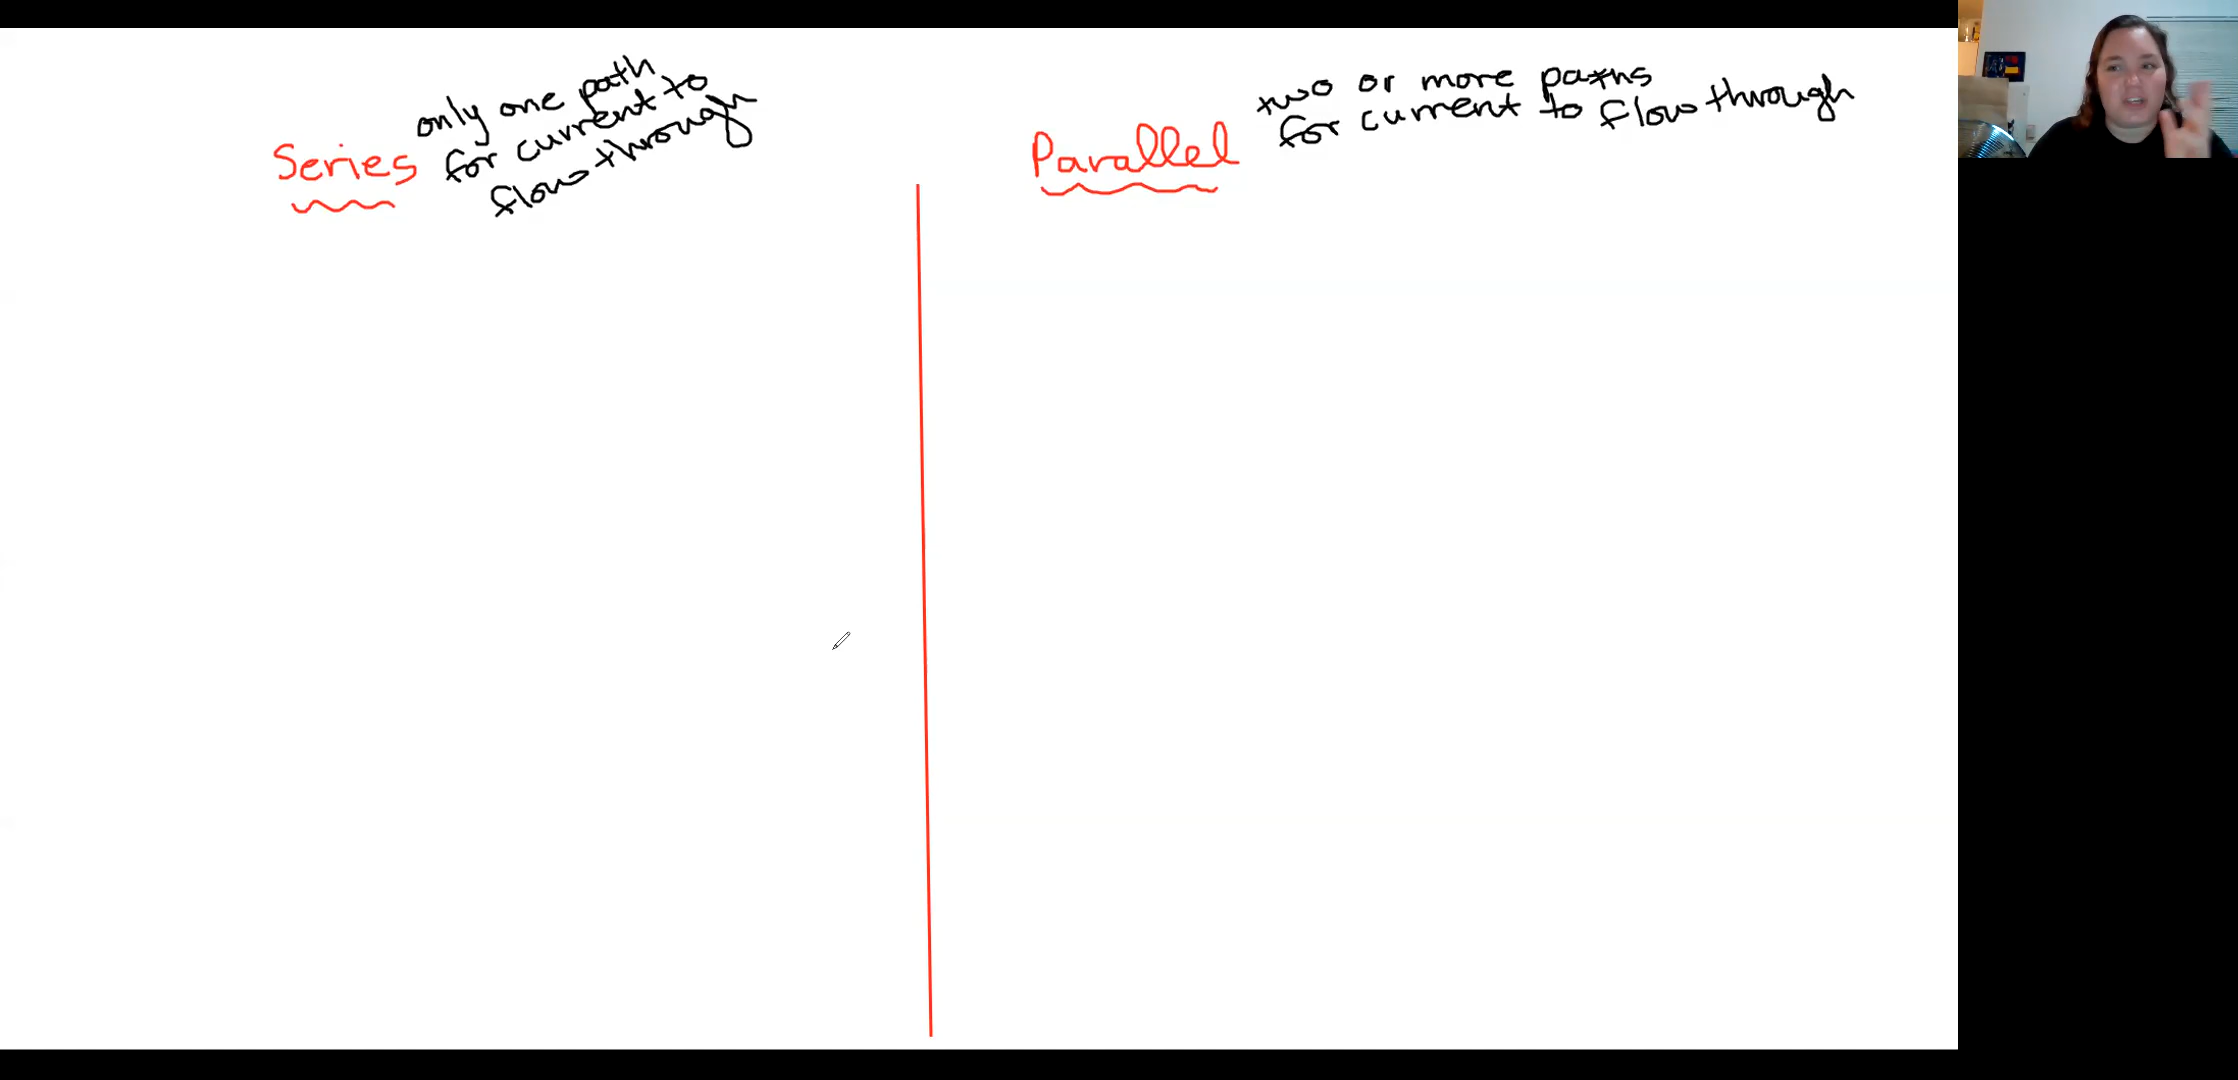 only one path
for current to
flow through
Series
two or more paths
for current to flow through
Parallel